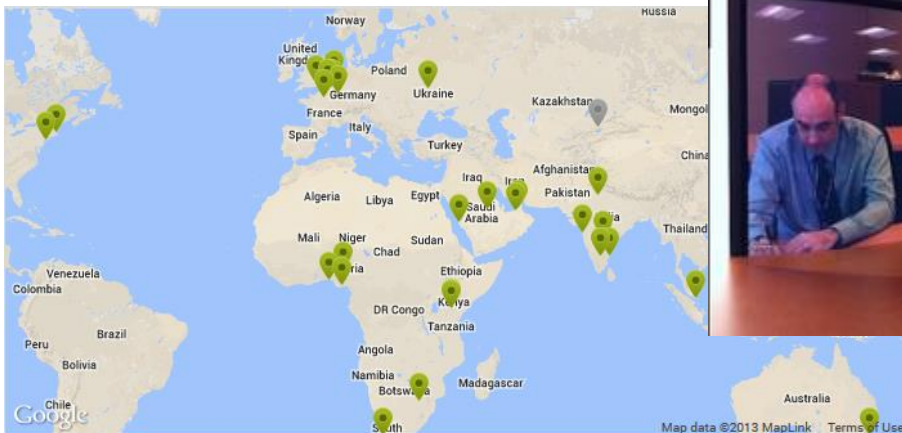 Norway
Russia
United
Kingd
Poland
Germany
Ukraine
France
Kazakhstan
Mongol
Spain
Italy
Turkey
China
Iraq
Iran
Afghanistan
Pakistan
Algeria
Libya
Egypt
Saudi
Arabia
Mali
Niger
Chad
Sudan
Thailand
Venezuela
Colombia
Ethiopia
Kenya
DR Congo
Tanzania
Peru
Brazil
Bolivia
Angola
Namibia
Botswana
Madagascar
Australia
Chile
South
Google
Map data ©2013 MapLink
Terms of Use